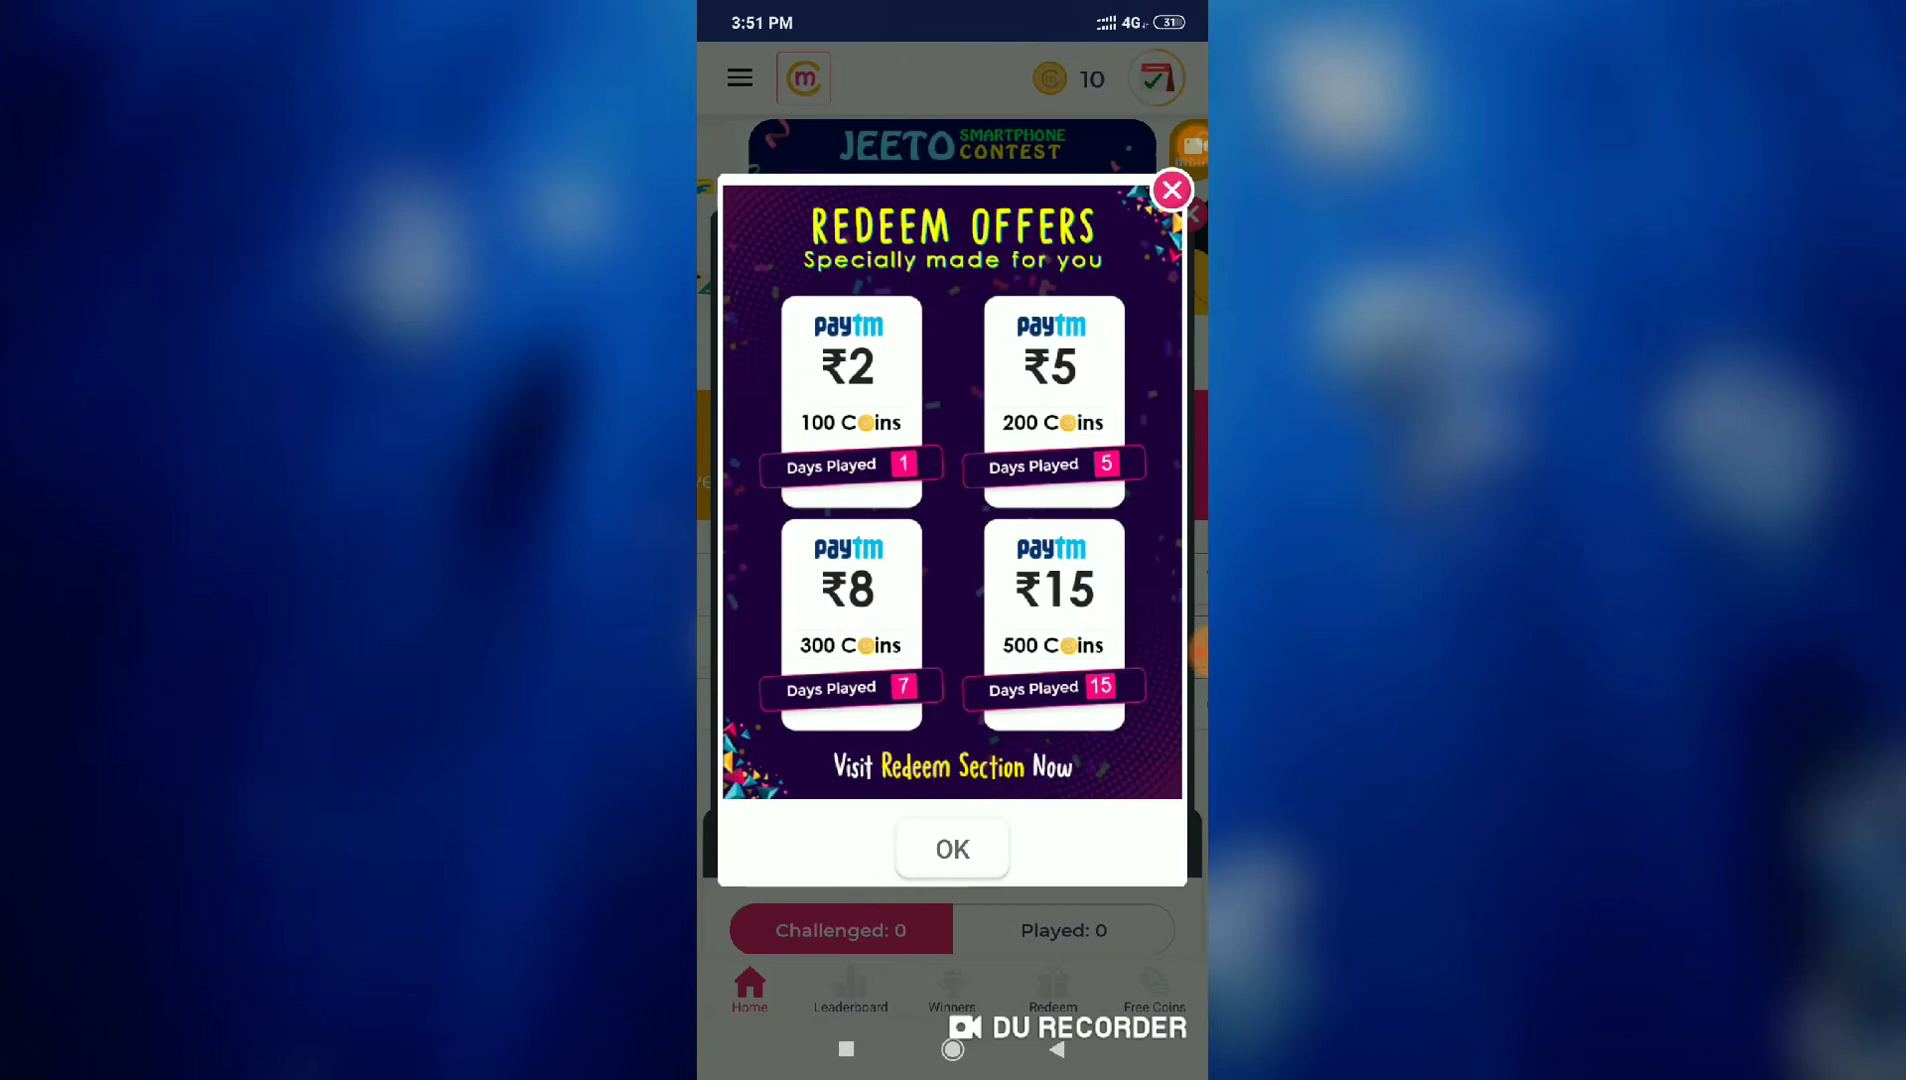 3:51 PM
4G
31
m
10
JEETO SMARTPHONE CONTEST
REDEEM OFFERS
Specially made for you
paytm
₹2
100 Coins
Days Played 1
paytm
₹5
200 Coins
Days Played 5
paytm
₹8
300 Coins
Days Played 7
paytm
₹15
500 Coins
Days Played 15
Visit Redeem Section Now
OK
Challenged: 0
Played: 0
Home
Leaderboard
Winners
Redeem
Free Coins
DU RECORDER